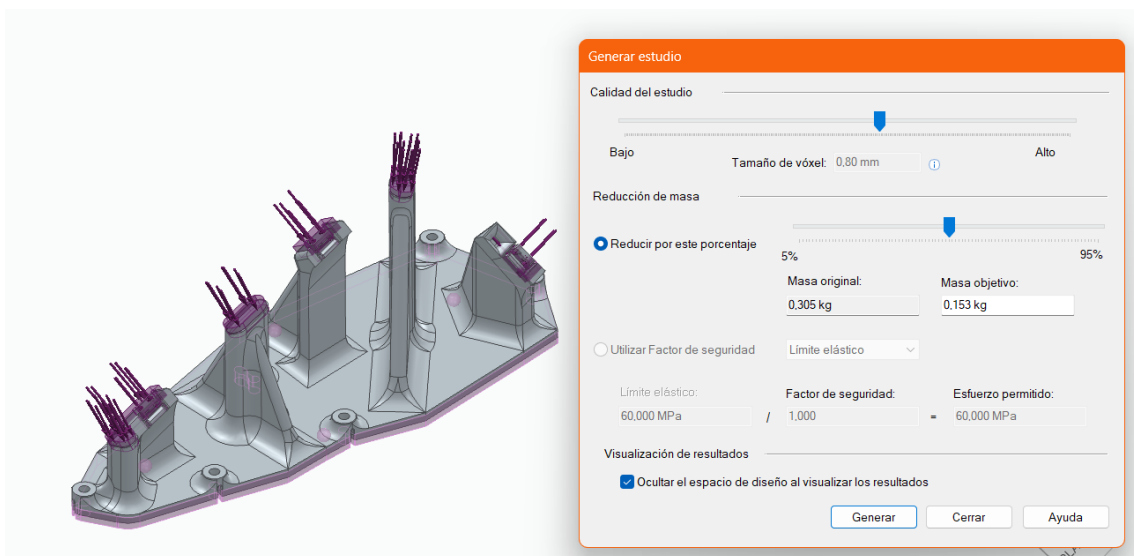 Generar estudio
Calidad del estudio
Bajo
Alto
Tamaño de vóxel: 0,80 mm
Reducción de masa
Reducir por este porcentaje
5%
95%
Masa original:
Masa objetivo:
0,305 kg
0,153 kg
Utilizar Factor de seguridad
Límite elástico
Límite elástico:
Factor de seguridad:
Esfuerzo permitido:
60,000 MPa / 1,000 = 60,000 MPa
Visualización de resultados
Ocultar el espacio de diseño al visualizar los resultados
Generar
Cerrar
Ayuda